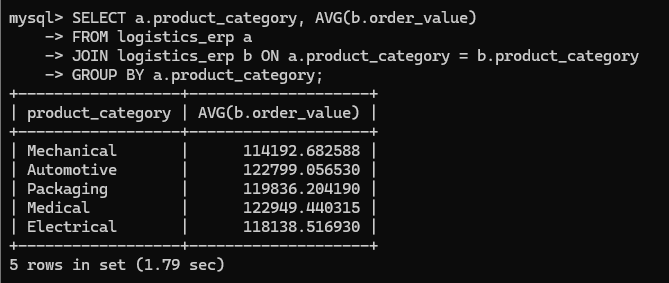 mysql> SELECT a.product_category, AVG(b.order_value)
    -> FROM logistics_erp a
    -> JOIN logistics_erp b ON a.product_category = b.product_category
    -> GROUP BY a.product_category;
+------------------+--------------------+
| product_category | AVG(b.order_value) |
+------------------+--------------------+
| Mechanical       |      114192.682588 |
| Automotive       |      122799.056530 |
| Packaging        |      119836.204190 |
| Medical          |      122949.440315 |
| Electrical       |      118138.516930 |
+------------------+--------------------+
5 rows in set (1.79 sec)